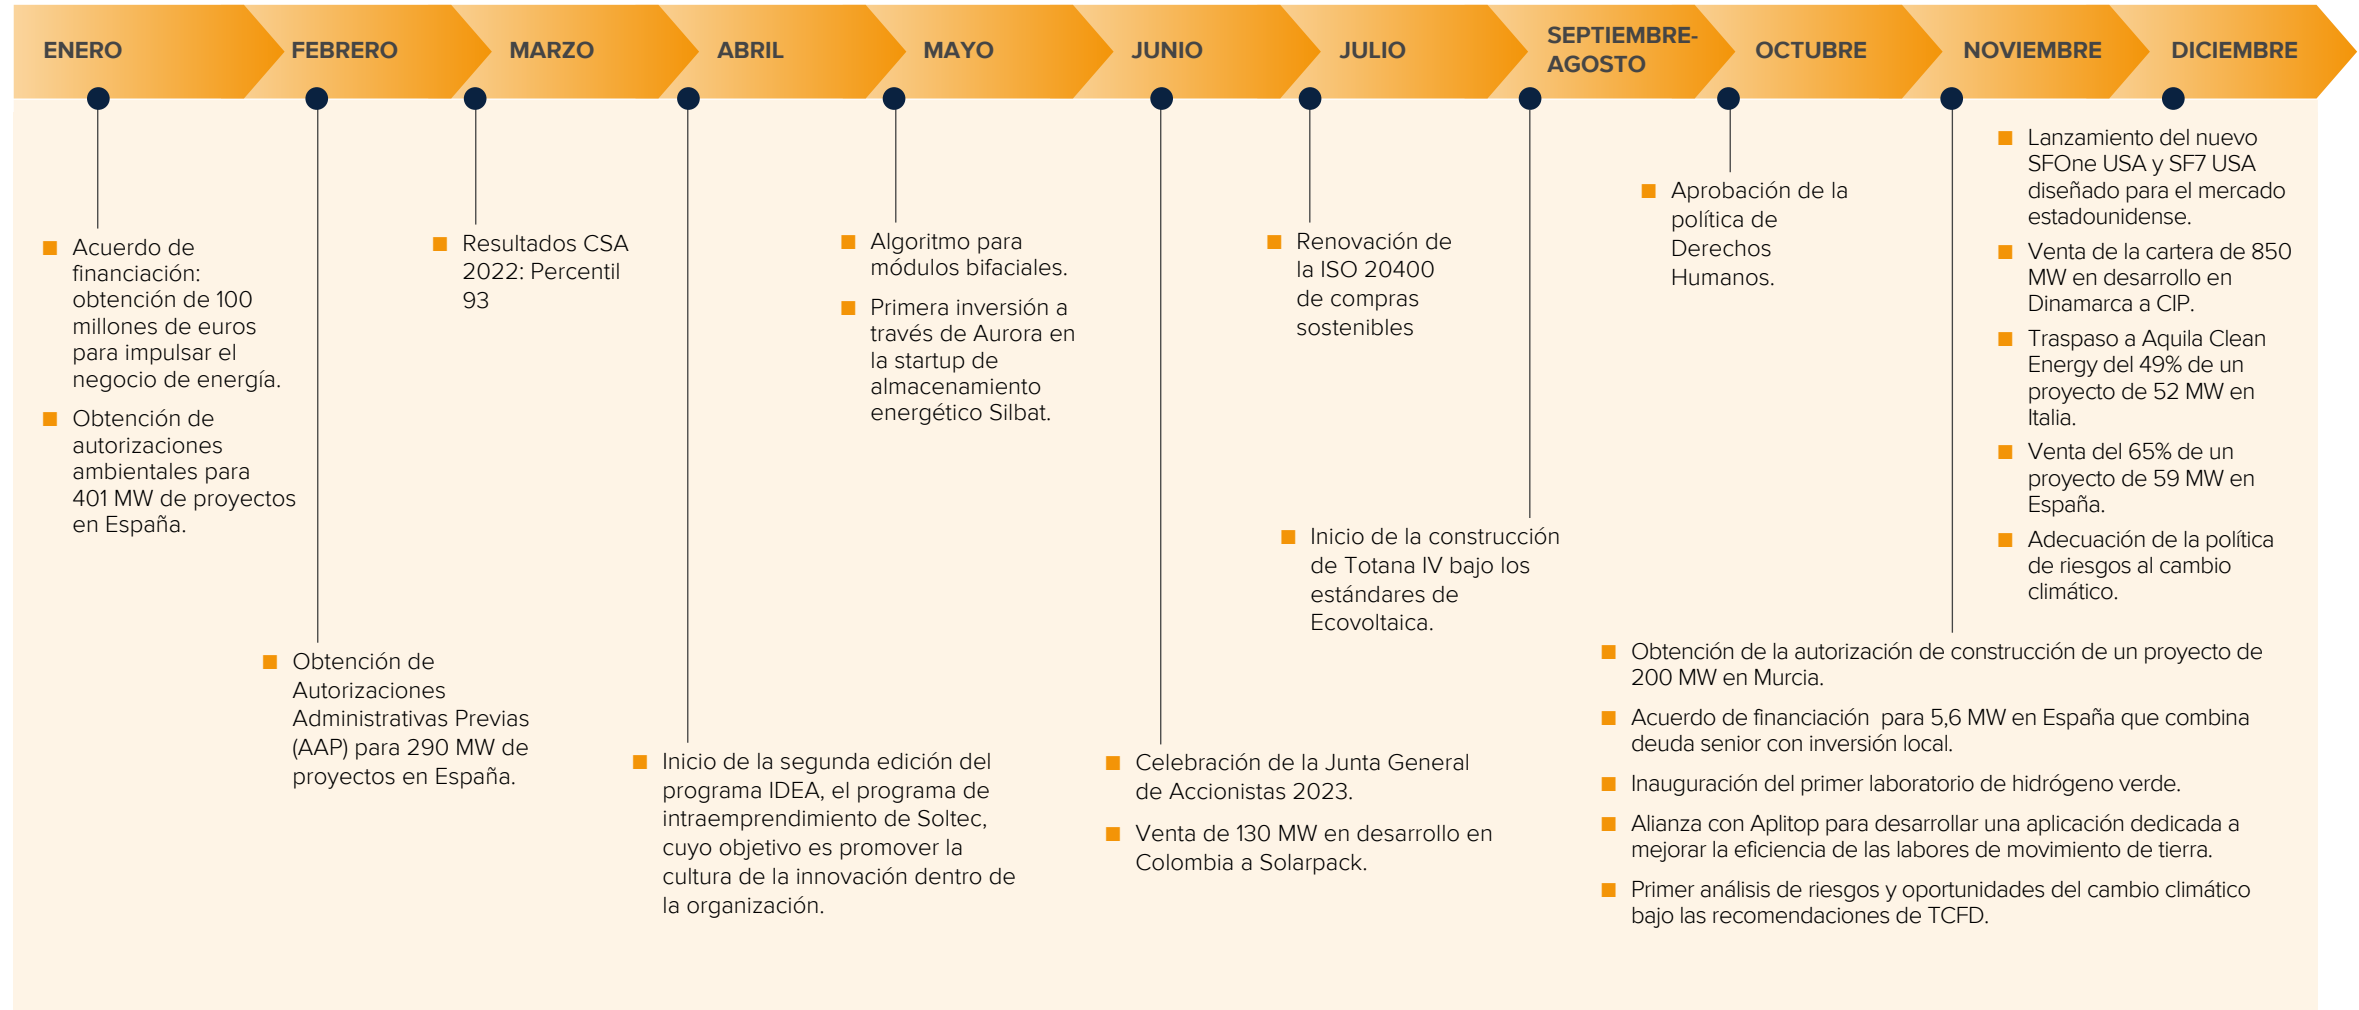 ENERO
FEBRERO
MARZO
ABRIL
MAYO
JUNIO
JULIO
SEPTIEMBRE-
AGOSTO
OCTUBRE
NOVIEMBRE
DICIEMBRE
Acuerdo de
financiación:
obtención de 100
millones de euros
para impulsar el
negocio de energía.
Obtención de
autorizaciones
ambientales para
401 MW de proyectos
en España.
Obtención de
Autorizaciones
Administrativas Previas
(AAP) para 290 MW de
proyectos en España.
Resultados CSA
2022: Percentil
93
Inicio de la segunda edición del
programa IDEA, el programa de
intraemprendimiento de Soltec,
cuyo objetivo es promover la
cultura de la innovación dentro de
la organización.
Algoritmo para
módulos bifaciales.
Primera inversión a
través de Aurora en
la startup de
almacenamiento
energético Silbat.
Celebración de la Junta General
de Accionistas 2023.
Venta de 130 MW en desarrollo en
Colombia a Solarpack.
Renovación de
la ISO 20400
de compras
sostenibles
Inicio de la construcción
de Totana IV bajo los
estándares de
Ecovoltaica.
Aprobación de la
política de
Derechos
Humanos.
Obtención de la autorización de construcción de un proyecto de
200 MW en Murcia.
Acuerdo de financiación  para 5,6 MW en España que combina
deuda senior con inversión local.
Inauguración del primer laboratorio de hidrógeno verde.
Alianza con Aplitop para desarrollar una aplicación dedicada a
mejorar la eficiencia de las labores de movimiento de tierra.
Primer análisis de riesgos y oportunidades del cambio climático
bajo las recomendaciones de TCFD.
Lanzamiento del nuevo
SFOne USA y SF7 USA
diseñado para el mercado
estadounidense.
Venta de la cartera de 850
MW en desarrollo en
Dinamarca a CIP.
Traspaso a Aquila Clean
Energy del 49% de un
proyecto de 52 MW en
Italia.
Venta del 65% de un
proyecto de 59 MW en
España.
Adecuación de la política
de riesgos al cambio
climático.